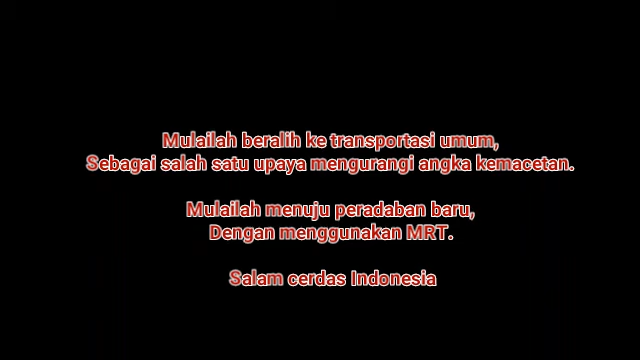 Mulailah beralih ke transportasi umum,
Sebagai salah satu upaya mengurangi angka kemacetan.
Mulailah menuju peradaban baru,
Dengan menggunakan MRT.
Salam cerdas Indonesia